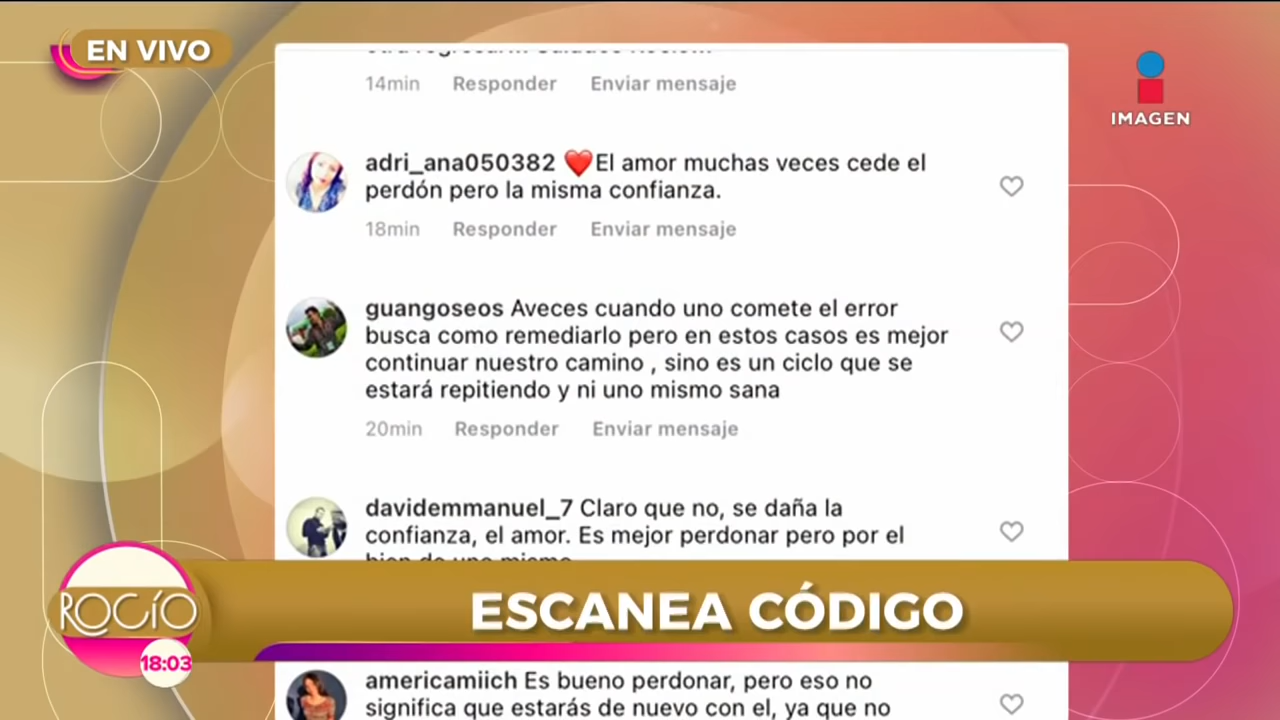 EN VIVO
14min Responder Enviar mensaje
IMAGEN
adri_ana050382 ❤️El amor muchas veces cede el
perdón pero la misma confianza.
18min Responder Enviar mensaje
guangoseos Aveces cuando uno comete el error
busca como remediarlo pero en estos casos es mejor
continuar nuestro camino , sino es un ciclo que se
estará repitiendo y ni uno mismo sana
20min Responder Enviar mensaje
davidemmanuel_7 Claro que no, se daña la
confianza, el amor. Es mejor perdonar pero por el
bien de uno mismo
ESCANEA CÓDIGO
ROCÍO
18:03
americamiich Es bueno perdonar, pero eso no
significa que estarás de nuevo con el, ya que no